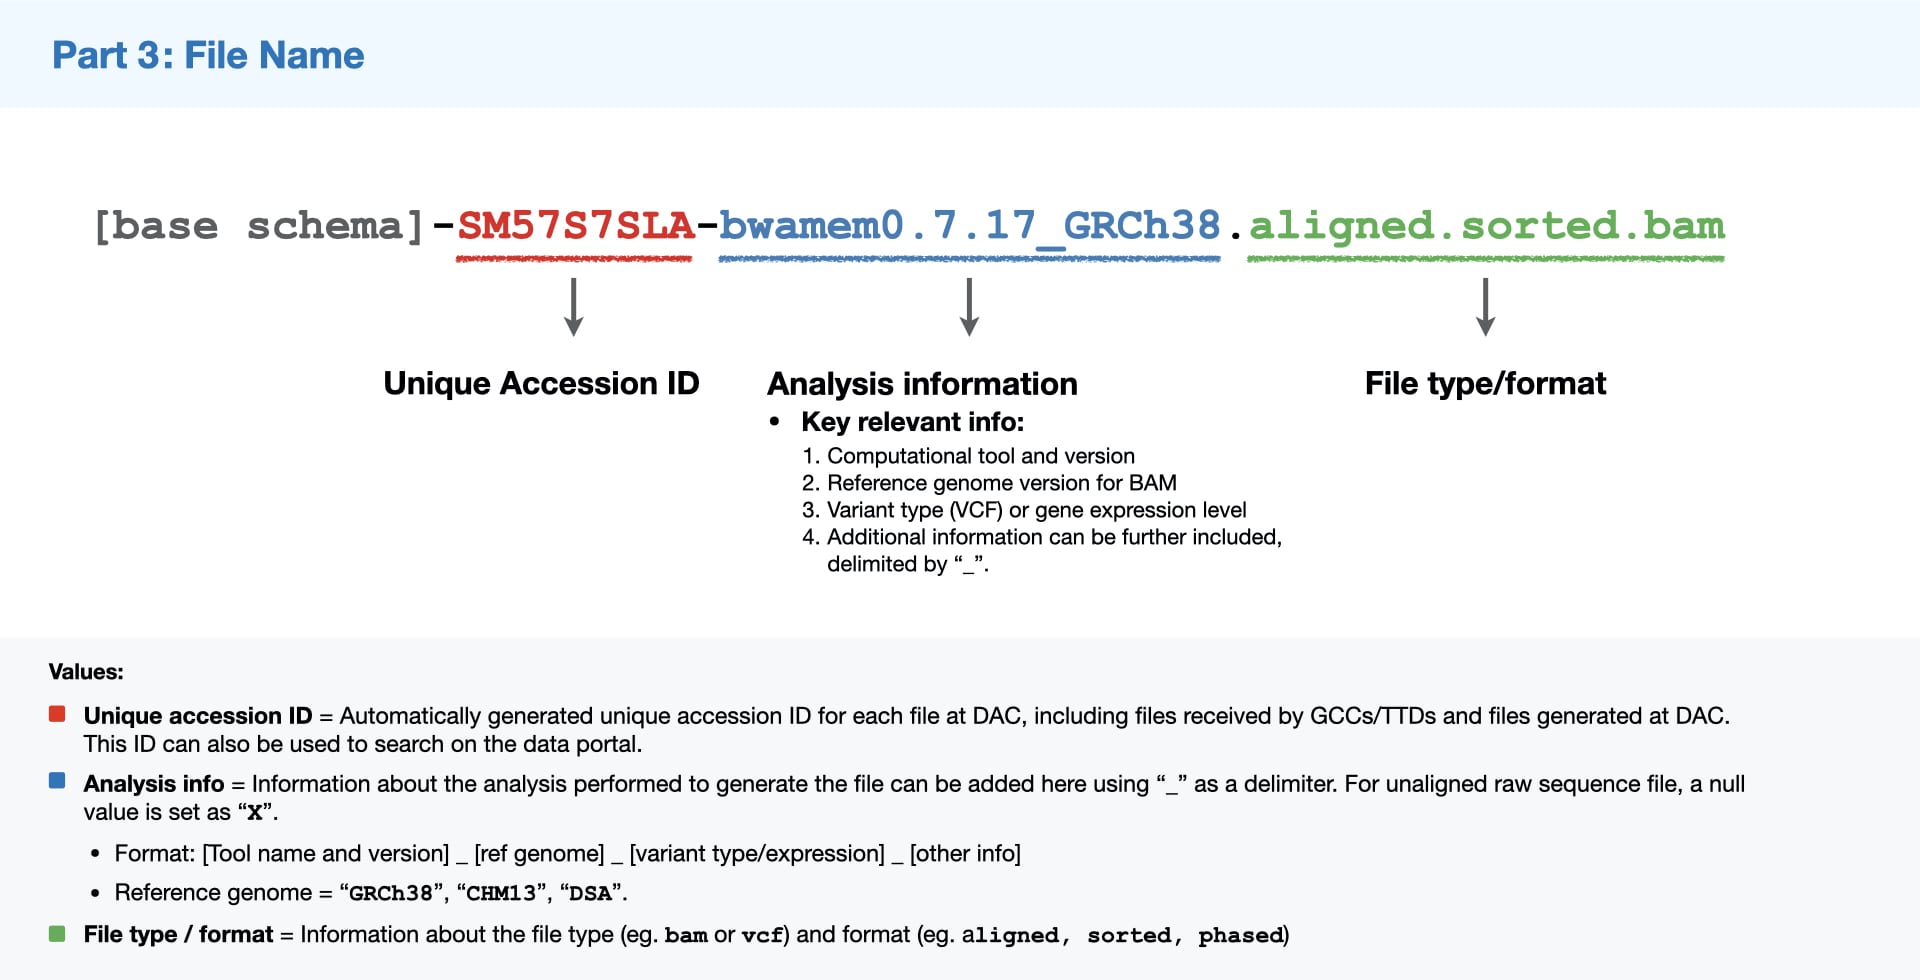 Part 3: File Name
[base schema]-SM57S7SLA-bwamem0.7.17_GRCh38.aligned.sorted.bam
Unique Accession ID
Analysis information
• Key relevant info:
1. Computational tool and version
2. Reference genome version for BAM
3. Variant type (VCF) or gene expression level
4. Additional information can be further included,
delimited by “_”.
File type/format
Values:
Unique accession ID = Automatically generated unique accession ID for each file at DAC, including files received by GCCs/TTDs and files generated at DAC.
This ID can also be used to search on the data portal.
Analysis info = Information about the analysis performed to generate the file can be added here using “_” as a delimiter. For unaligned raw sequence file, a null
value is set as “X”.
• Format: [Tool name and version] _ [ref genome] _ [variant type/expression] _ [other info]
• Reference genome = “GRCh38”, “CHM13”, “DSA”.
File type / format = Information about the file type (eg. bam or vcf) and format (eg. aligned, sorted, phased)